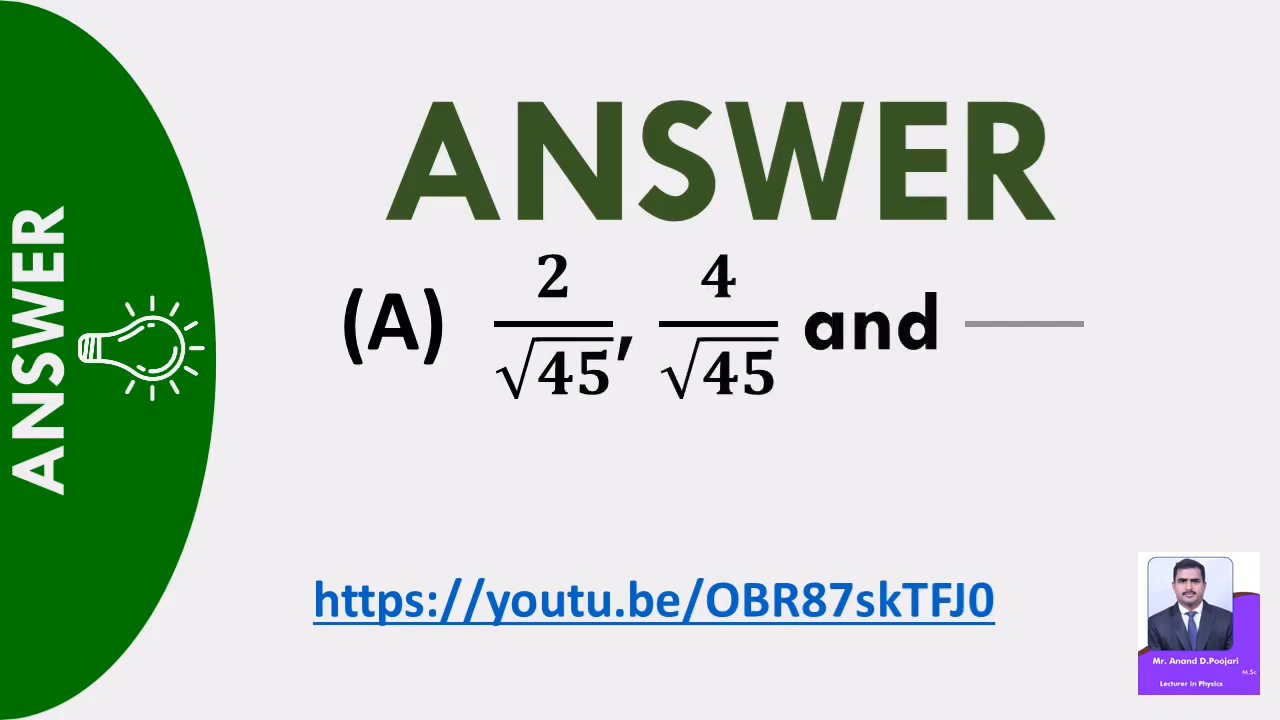 ANSWER
ANSWER
(A) 2/√45, 4/√45 and
https://youtu.be/OBR87skTFJ0
Mr. Anand D.Poojari
M.Sc
Lecturer in Physics